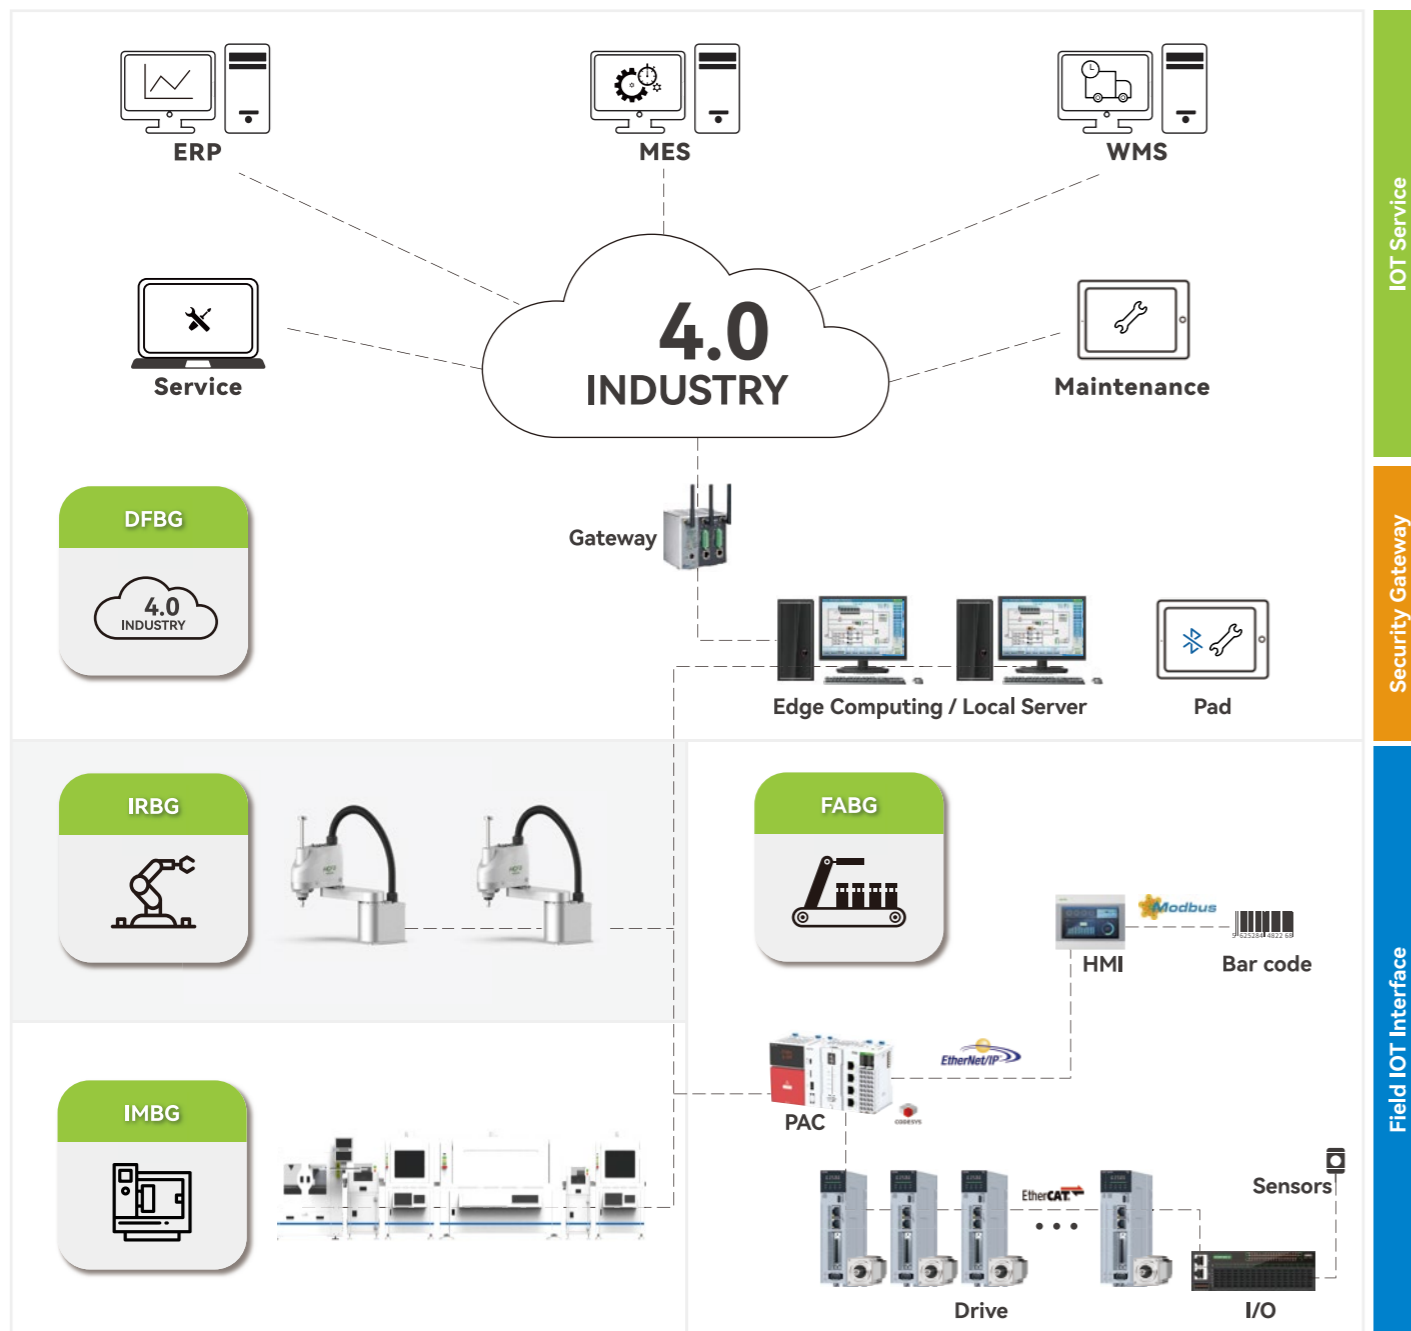 ERP
MES
WMS
4.0
INDUSTRY
Service
Maintenance
IOT Service
DFBG
4.0
INDUSTRY
Gateway
Edge Computing / Local Server
Pad
Security Gateway
IRBG
FABG
Modbus
HMI
Bar code
EtherNet/IP
PAC
CODESYS
IMBG
EtherCAT
Sensors
Drive
I/O
Field IOT Interface